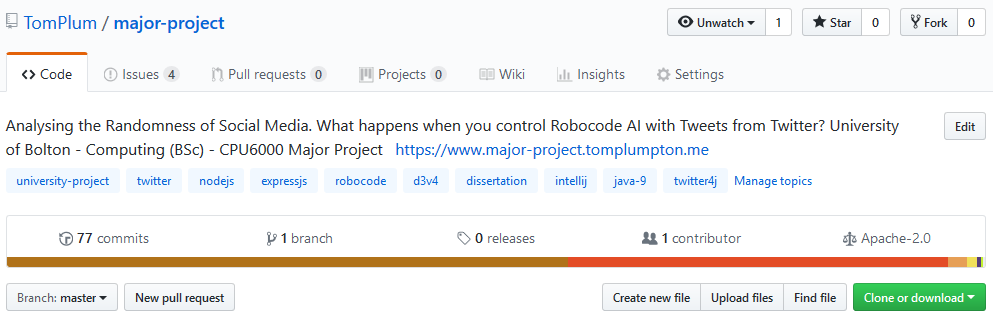 TomPlum / major-project
Unwatch 1 Star 0 Fork 0
Code Issues 4 Pull requests 0 Projects 0 Wiki Insights Settings
Analysing the Randomness of Social Media. What happens when you control Robocode AI with Tweets from Twitter? University
Edit
of Bolton - Computing (BSc) - CPU6000 Major Project https://www.major-project.tomplumpton.me
university-project twitter nodejs expressjs robocode d3v4 dissertation intellij java-9 twitter4j Manage topics
77 commits 1 branch 0 releases 1 contributor Apache-2.0
Branch: master New pull request Create new file Upload files Find file Clone or download